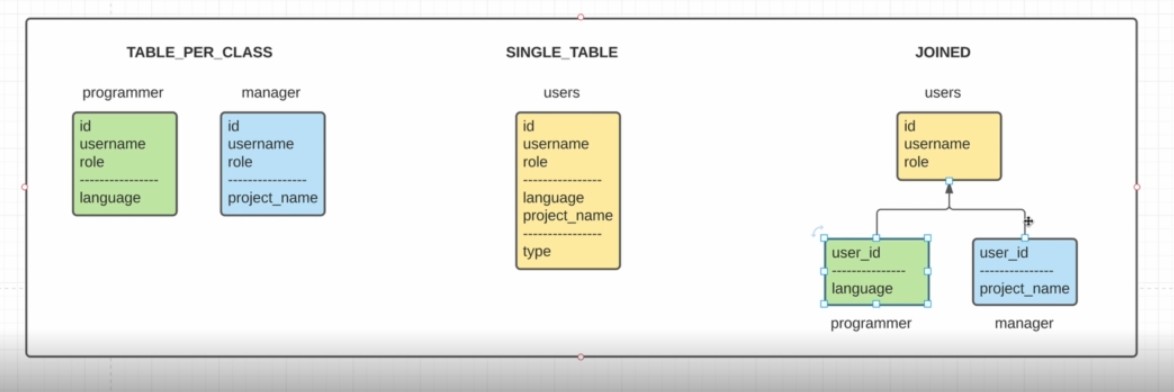 TABLE_PER_CLASS
programmer
id
username
role
----------------
language
manager
id
username
role
----------------
project_name
SINGLE_TABLE
users
id
username
role
----------------
language
project_name
----------------
type
JOINED
users
id
username
role
user_id
---------------
language
programmer
user_id
---------------
project_name
manager